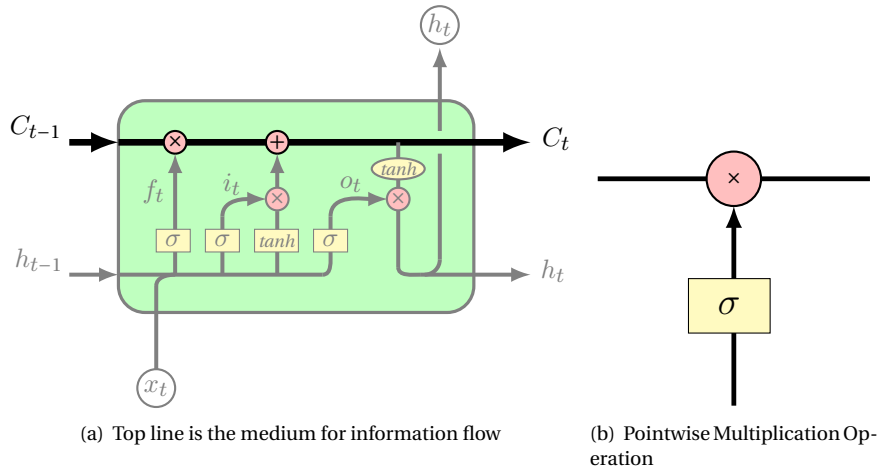 h_t
C_{t−1}
× + C_t
f_t i_t × o_t tanh ×
σ σ tanh σ
h_{t−1} h_t
x_t
×
σ
(a) Top line is the medium for information flow
(b) Pointwise Multiplication Op-
eration